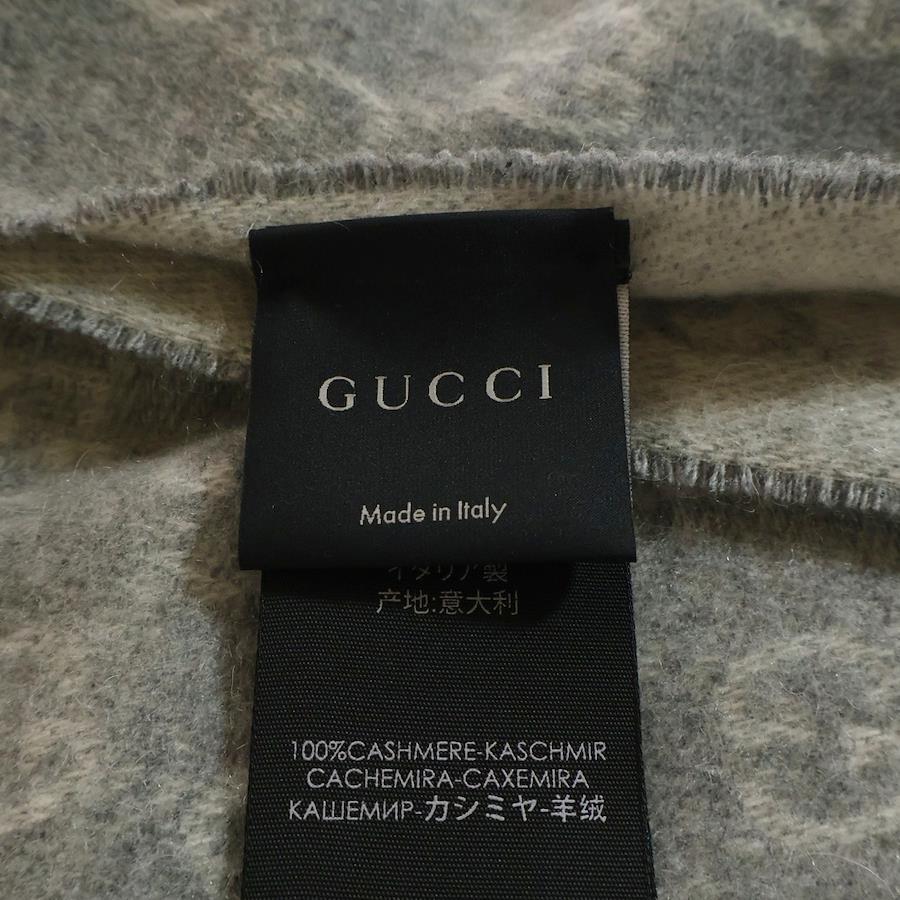 GUCCI
Made in Italy
イタリア製
产地:意大利
100%CASHMERE-KASCHMIR
CACHEMIRA-CAXEMIRA
КАШЕМИР-カシミヤ-羊绒